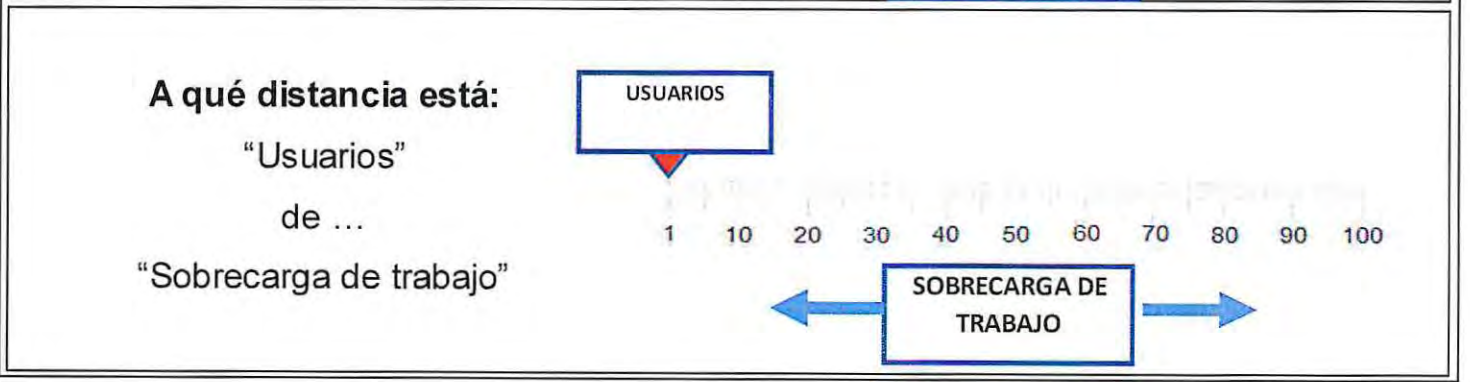 A qué distancia está:
“Usuarios”
de ...
“Sobrecarga de trabajo”
USUARIOS
1 10 20 30 40 50 60 70 80 90 100
SOBRECARGA DE
TRABAJO